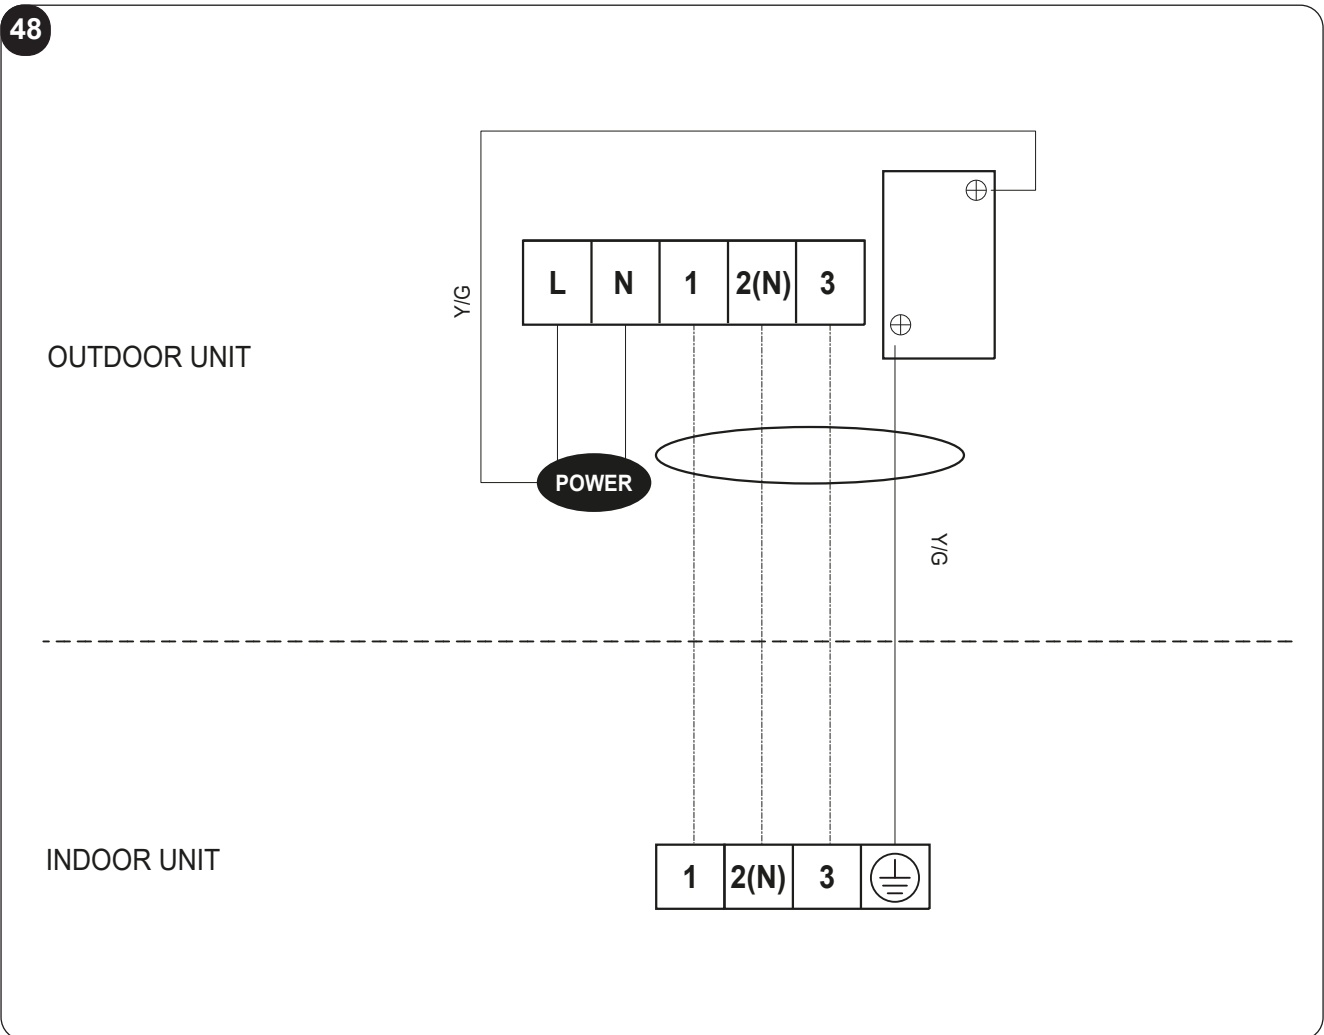 48
Y/G
L N 1 2(N) 3
OUTDOOR UNIT
POWER
Y/G
INDOOR UNIT
1 2(N) 3